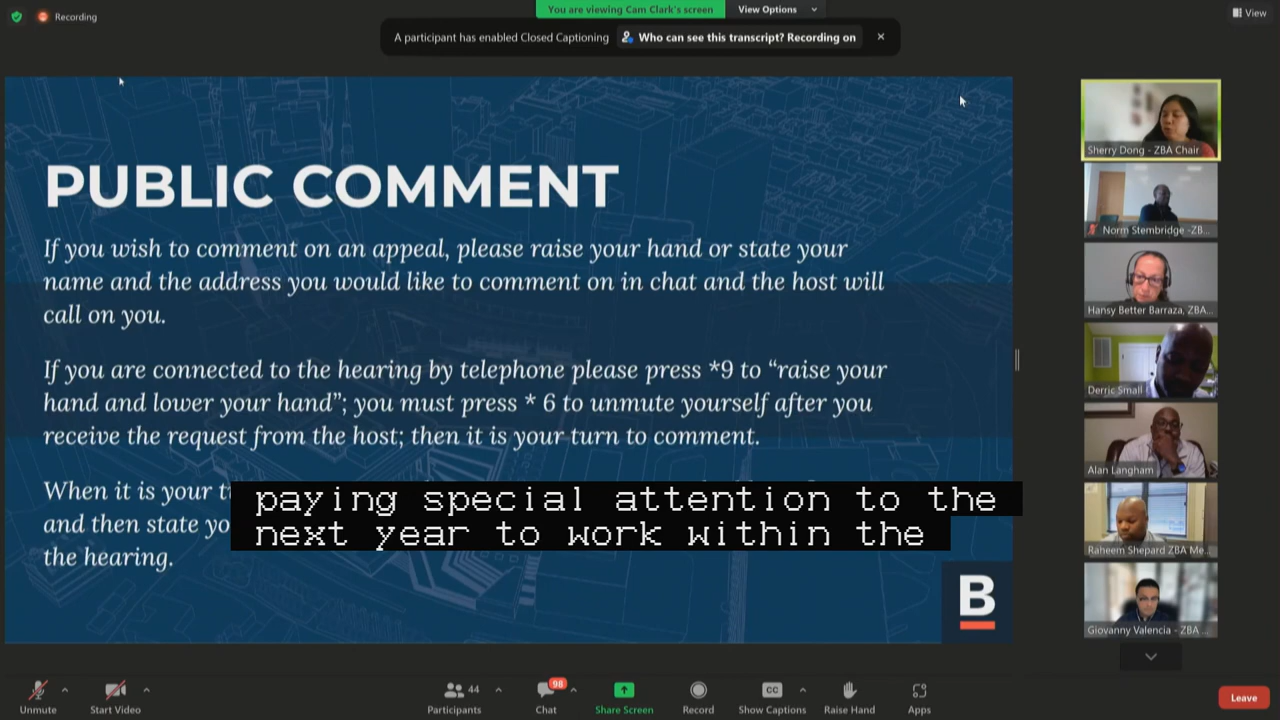 Recording
You are viewing Cam Clark's screen
View Options
View
A participant has enabled Closed Captioning
Who can see this transcript? Recording on
PUBLIC COMMENT
If you wish to comment on an appeal, please raise your hand or state your
name and the address you would like to comment on in chat and the host will
call on you.
If you are connected to the hearing by telephone please press *9 to “raise your
hand and lower your hand”; you must press * 6 to unmute yourself after you
receive the request from the host; then it is your turn to comment.
When it is your
and then state
the hearing.
paying special attention to the
next year to work within the
B
Sherry Dong - ZBA Chair
Norm Stembridge -ZB...
Hansy Better Barraza, ZBA...
Derric Small
Alan Langham
Raheem Shepard ZBA Me...
Giovanny Valencia - ZBA ...
Unmute
Start Video
44
Participants
98
Chat
Share Screen
Record
CC
Show Captions
Raise Hand
Apps
Leave